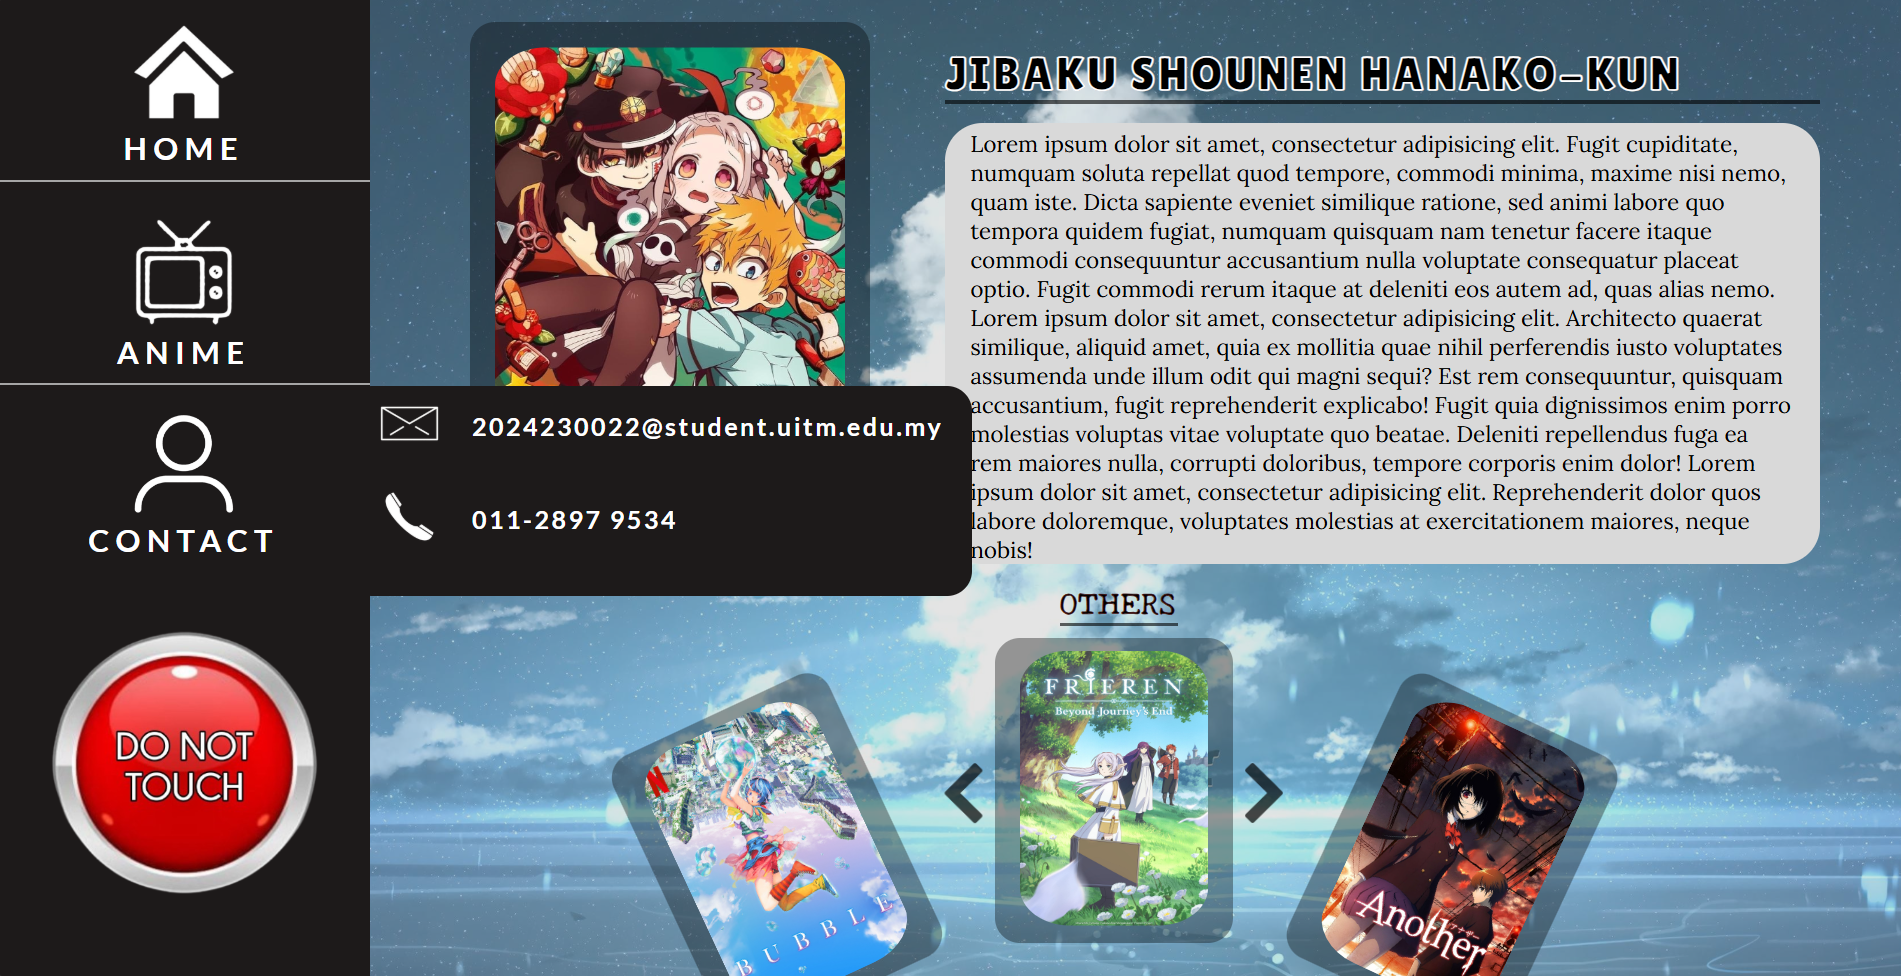 HOME
ANIME
CONTACT
DO NOT
TOUCH
2024230022@student.uitm.edu.my
011-2897 9534
JIBAKU SHOUNEN HANAKO-KUN
Lorem ipsum dolor sit amet, consectetur adipisicing elit. Fugit cupiditate,
numquam soluta repellat quod tempore, commodi minima, maxime nisi nemo,
quam iste. Dicta sapiente eveniet similique ratione, sed animi labore quo
tempora quidem fugiat, numquam quisquam nam tenetur facere itaque
commodi consequuntur accusantium nulla voluptate consequatur placeat
optio. Fugit commodi rerum itaque at deleniti eos autem ad, quas alias nemo.
Lorem ipsum dolor sit amet, consectetur adipisicing elit. Architecto quaerat
similique, aliquid amet, quia ex mollitia quae nihil perferendis iusto voluptates
assumenda unde illum odit qui magni sequi? Est rem consequuntur, quisquam
accusantium, fugit reprehenderit explicabo! Fugit quia dignissimos enim porro
molestias voluptas vitae voluptate quo beatae. Deleniti repellendus fuga ea
rem maiores nulla, corrupti doloribus, tempore corporis enim dolor! Lorem
ipsum dolor sit amet, consectetur adipisicing elit. Reprehenderit dolor quos
labore doloremque, voluptates molestias at exercitationem maiores, neque
nobis!
OTHERS
N
BUBBLE
FRIEREN
Beyond Journey's End
Another